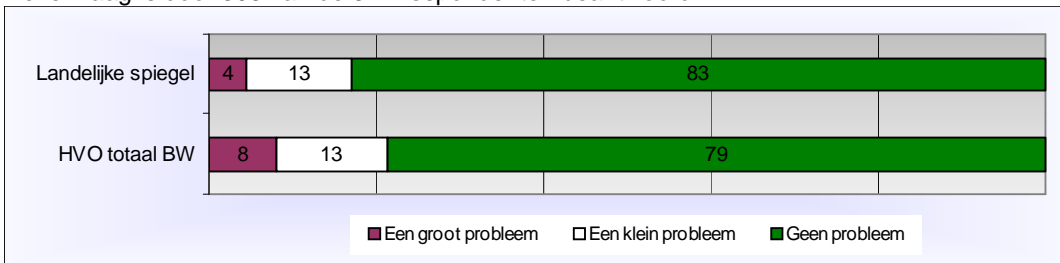 Landelijke spiegel 4 13 83
HVO totaal BW 8 13 79
Een groot probleem Een klein probleem Geen probleem